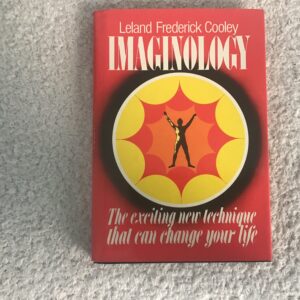 Leland Frederick Cooley
IMAGINOLOGY
The exciting new technique
that can change your life